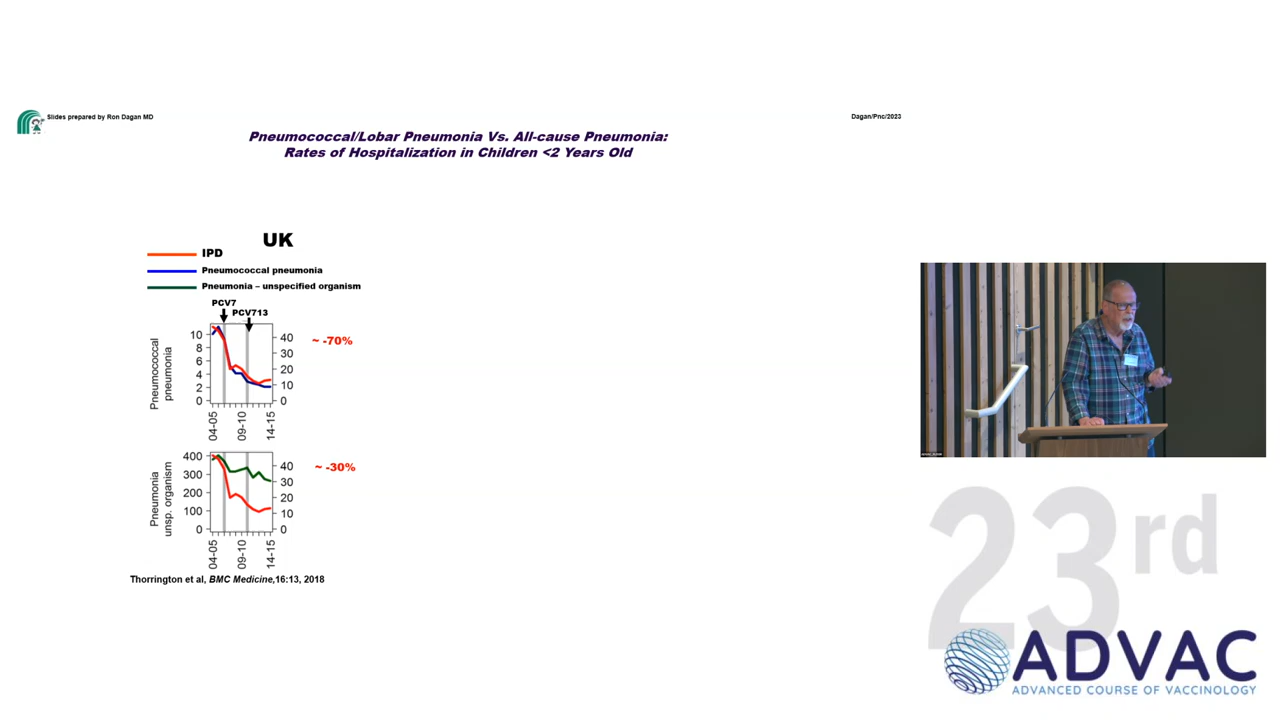 Slides prepared by Ron Dagan MD
Dagan/Pnc/2023
Pneumococcal/Lobar Pneumonia Vs. All-cause Pneumonia:
Rates of Hospitalization in Children <2 Years Old
UK
IPD
Pneumococcal pneumonia
Pneumonia – unspecified organism
PCV7
PCV713
Pneumococcal
pneumonia
10
8
6
4
2
0
40
30
20
10
0
~ -70%
04-05
09-10
14-15
Pneumonia
unsp. organism
400
300
200
100
0
40
30
20
10
0
~ -30%
04-05
09-10
14-15
Thorrington et al, BMC Medicine,16:13, 2018
23rd
ADVAC
ADVANCED COURSE OF VACCINOLOGY